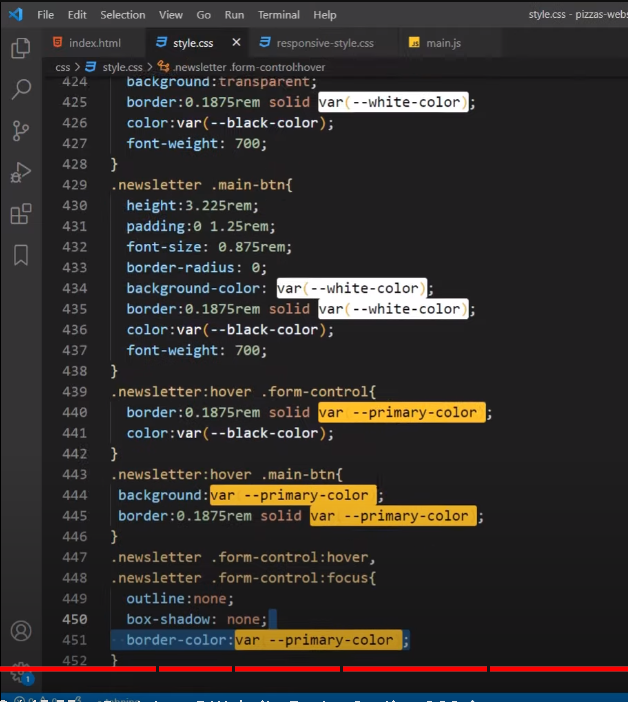 File Edit Selection View Go Run Terminal Help style.css - pizzas-webs
index.html style.css × responsive-style.css JS main.js
css > style.css > .newsletter .form-control:hover
424 background:transparent;
425 border:0.1875rem solid var(--white-color);
426 color:var(--black-color);
427 font-weight: 700;
428 }
429 .newsletter .main-btn{
430 height:3.225rem;
431 padding:0 1.25rem;
432 font-size: 0.875rem;
433 border-radius: 0;
434 background-color: var(--white-color);
435 border:0.1875rem solid var(--white-color);
436 color:var(--black-color);
437 font-weight: 700;
438 }
439 .newsletter:hover .form-control{
440 border:0.1875rem solid var --primary-color ;
441 color:var(--black-color);
442 }
443 .newsletter:hover .main-btn{
444 background:var --primary-color ;
445 border:0.1875rem solid var --primary-color ;
446 }
447 .newsletter .form-control:hover,
448 .newsletter .form-control:focus{
449 outline:none;
450 box-shadow: none;
451 border-color:var --primary-color ;
452 }
1